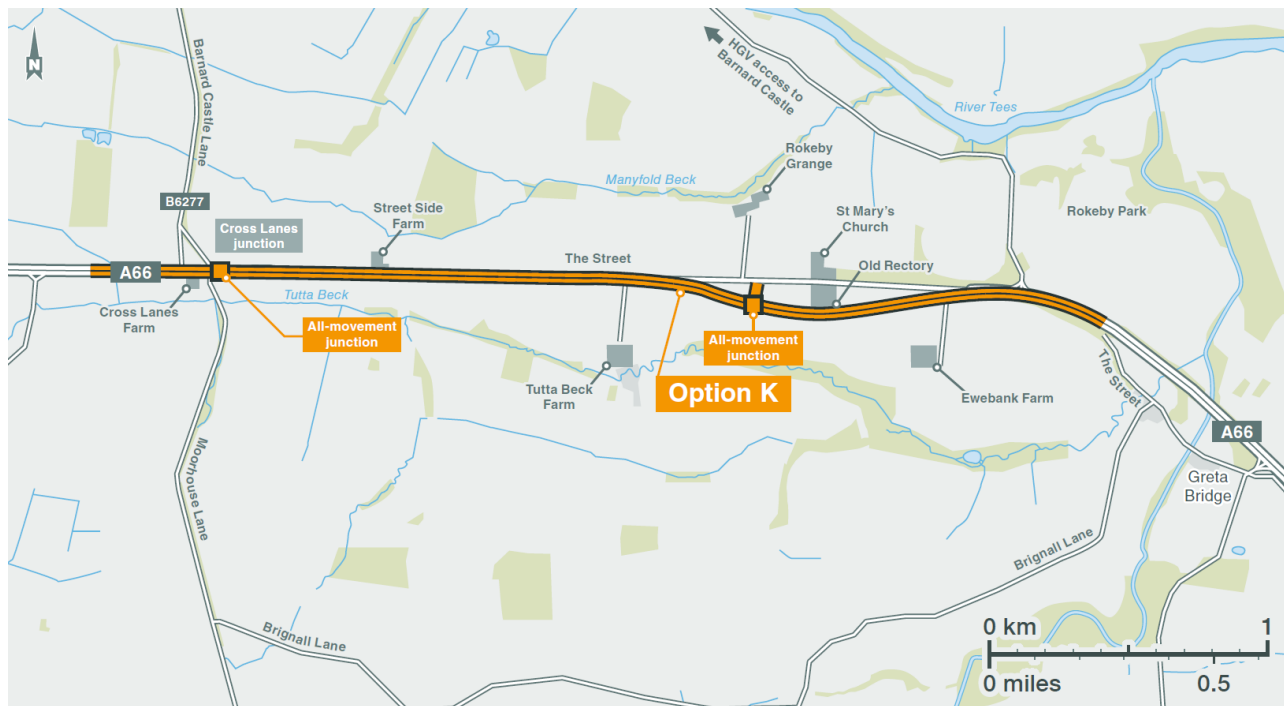 N
Barnard Castle Lane
HGV access to
Barnard Castle
River Tees
Rokeby
Grange
Manyfold Beck
B6277
Street Side
Farm
St Mary's
Church
Rokeby Park
Cross Lanes
junction
The Street
Old Rectory
A66
Tutta Beck
Cross Lanes
Farm
All-movement
junction
All-movement
junction
Tutta Beck
Farm
Option K
Ewebank Farm
The Street
A66
Moorhouse Lane
Greta
Bridge
Brignall Lane
Brignall Lane
0 km
1
0 miles
0.5